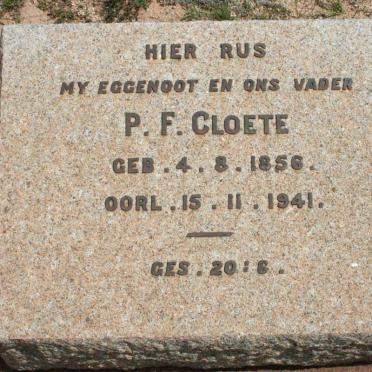 HIER RUS
MY EGGENOOT EN ONS VADER
P. F. CLOETE
GEB. 4. 8. 1856.
OORL. 15. 11. 1941.
GES. 20:6.